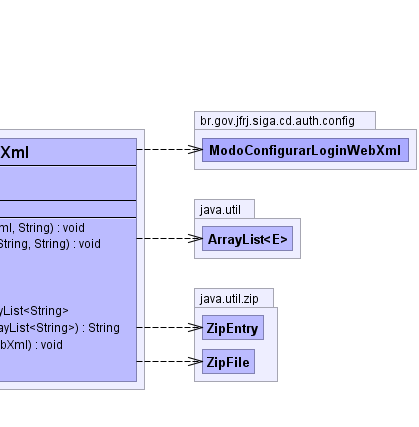 br.gov.jfrj.siga.cd.auth.config
ModoConfigurarLoginWebXml
Xml
java.util
ArrayList<E>
ml, String) : void
String, String) : void
java.util.zip
ZipEntry
ZipFile
yList<String>
ayList<String>) : String
bXml) : void